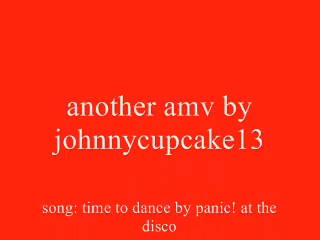 another amv by
johnnycupcake13
song: time to dance by panic! at the
disco